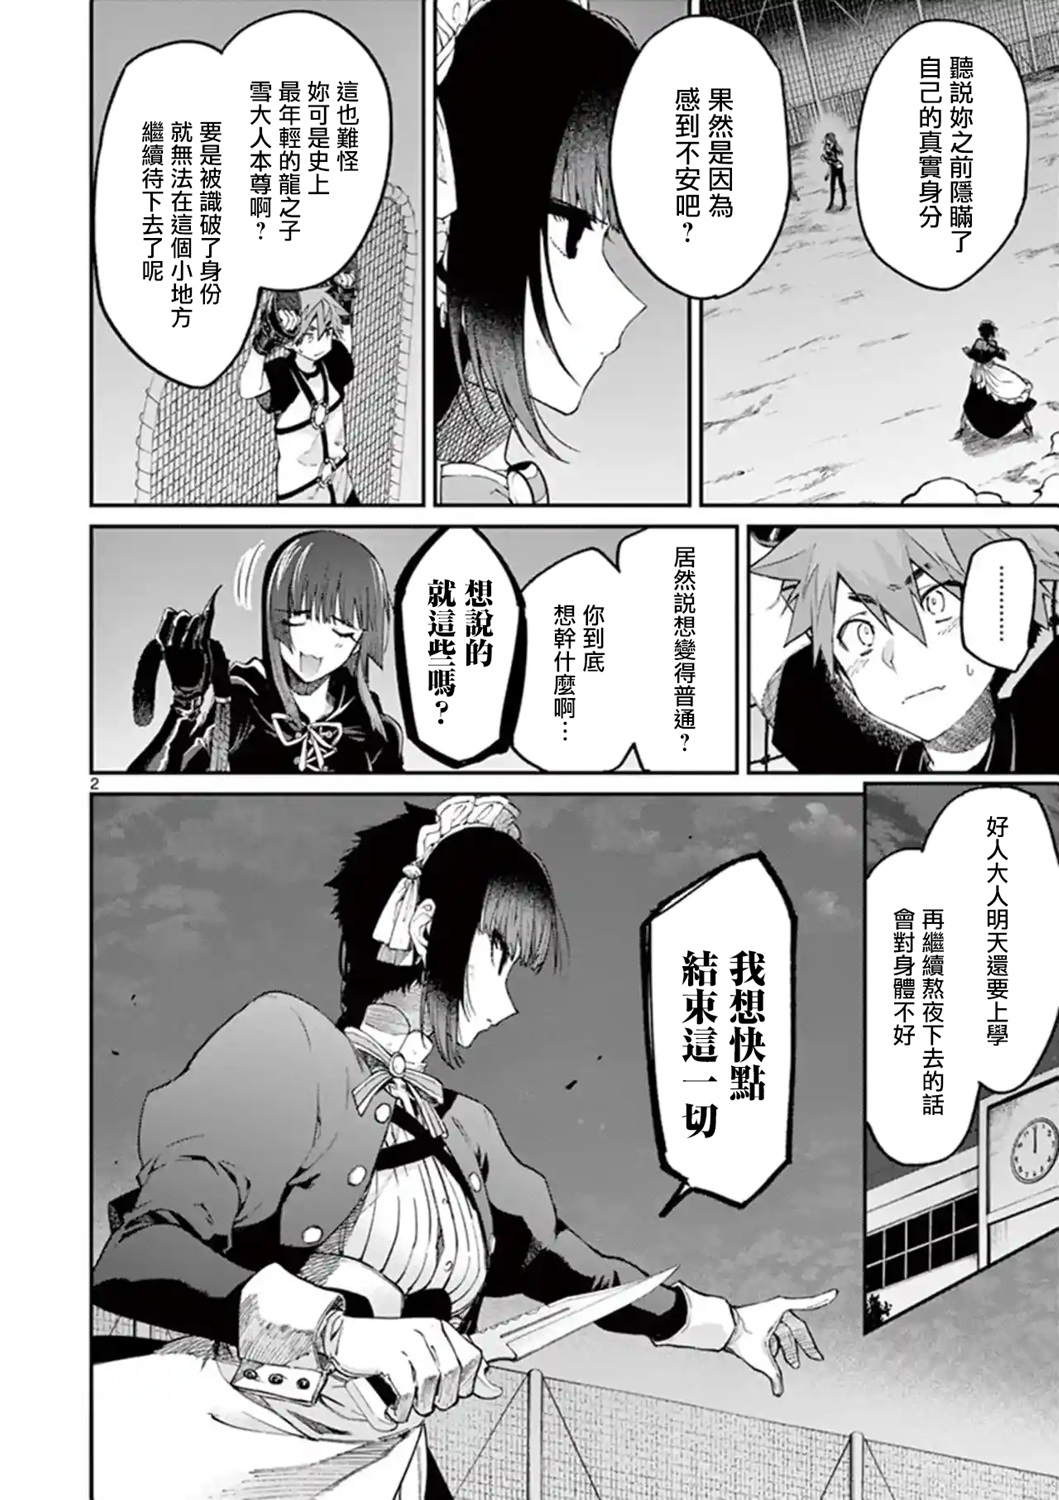 聽說妳之前隱瞞了
自己的真實身分
果然是因為
感到不安吧?
這也難怪
妳可是史上
最年輕的龍之子
雪大人本尊啊?
要是被識破了身份
就無法在這個小地方
繼續待下去了呢
…………
居然說想變得普通?
你到底
想幹什麼啊…
想說的
就這些嗎?
2
好人大人明天還要上學
再繼續熬夜下去的話
會對身體不好
我想快點
結束這一切